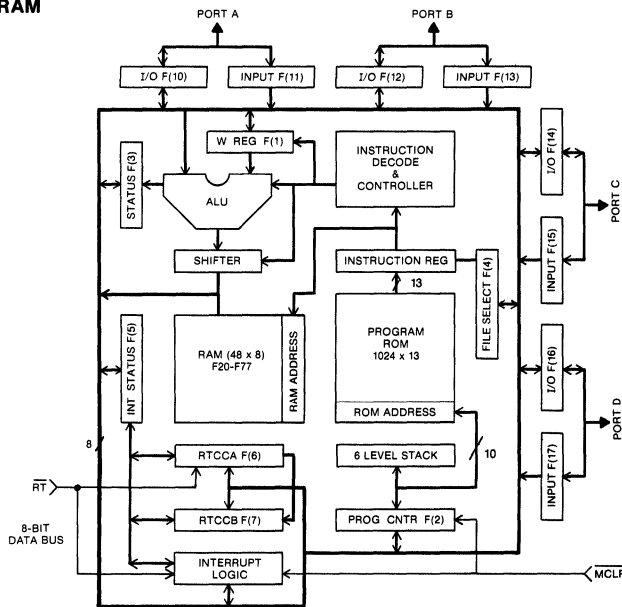 RAM
PORT A
PORT B
I/O F(10)
INPUT F(11)
I/O F(12)
INPUT F(13)
W REG F(1)
INSTRUCTION
DECODE
&
CONTROLLER
STATUS F(3)
ALU
I/O F(14)
PORT C
SHIFTER
INSTRUCTION REG
INPUT F(15)
13
FILE SELECT F(4)
INT STATUS F(5)
RAM (48 x 8)
F20-F77
RAM ADDRESS
PROGRAM
ROM
1024 x 13
ROM ADDRESS
I/O F(16)
PORT D
8
RTCCA F(6)
6 LEVEL STACK
10
INPUT F(17)
RT
8-BIT
DATA BUS
RTCCB F(7)
PROG CNTR F(2)
INTERRUPT
LOGIC
MCLR